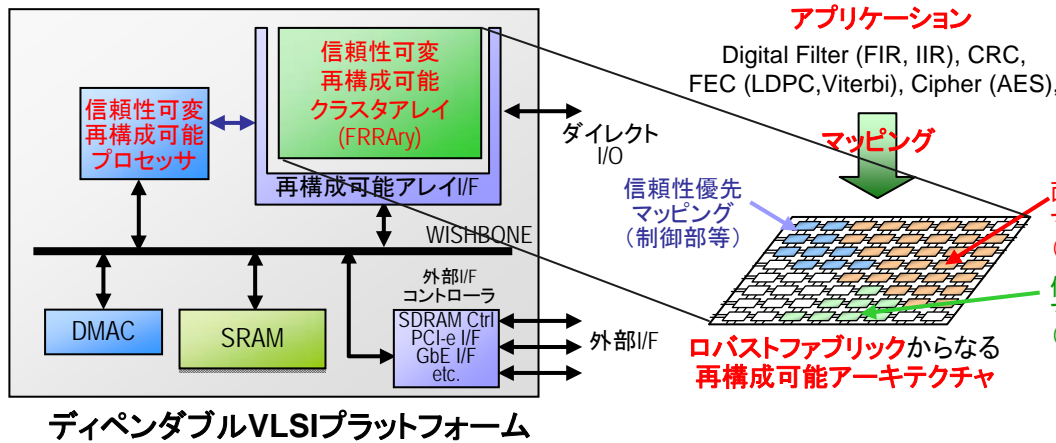 信頼性可変
再構成可能
クラスタアレイ
(FRRAry)
信頼性可変
再構成可能
プロセッサ
再構成可能アレイI/F
ダイレクト
I/O
WISHBONE
DMAC
SRAM
外部I/F
コントローラ
SDRAM Ctrl
PCI-e I/F
GbE I/F
etc.
外部I/F
ディペンダブルVLSIプラットフォーム
アプリケーション
Digital Filter (FIR, IIR), CRC,
FEC (LDPC,Viterbi), Cipher (AES),
マッピング
信頼性優先
マッピング
（制御部等）
ロバストファブリックからなる
再構成可能アーキテクチャ